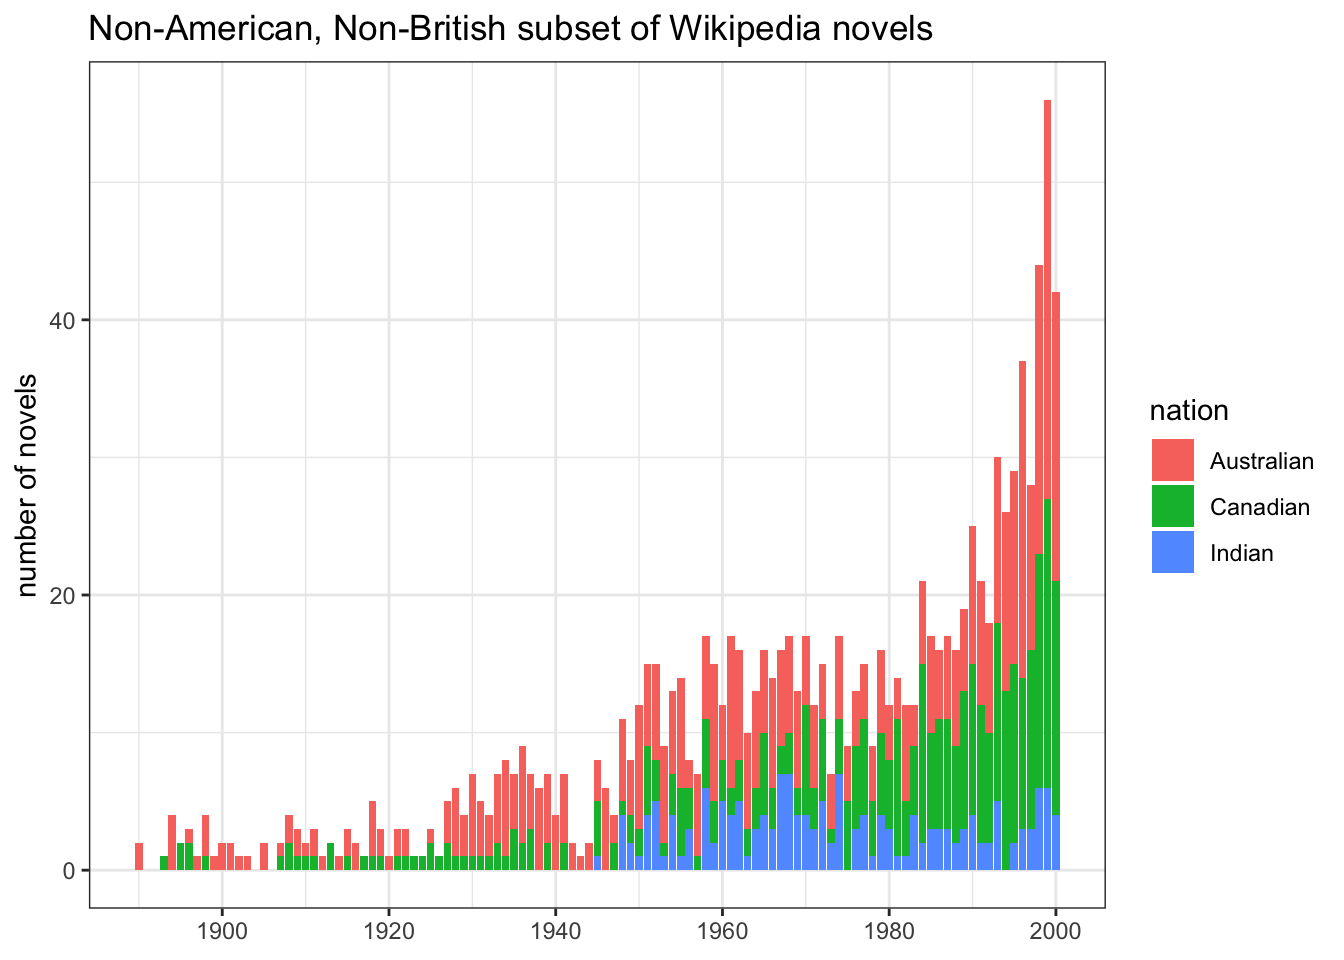 Non-American, Non-British subset of Wikipedia novels
number of novels
40
20
0
1900
1920
1940
1960
1980
2000
nation
Australian
Canadian
Indian